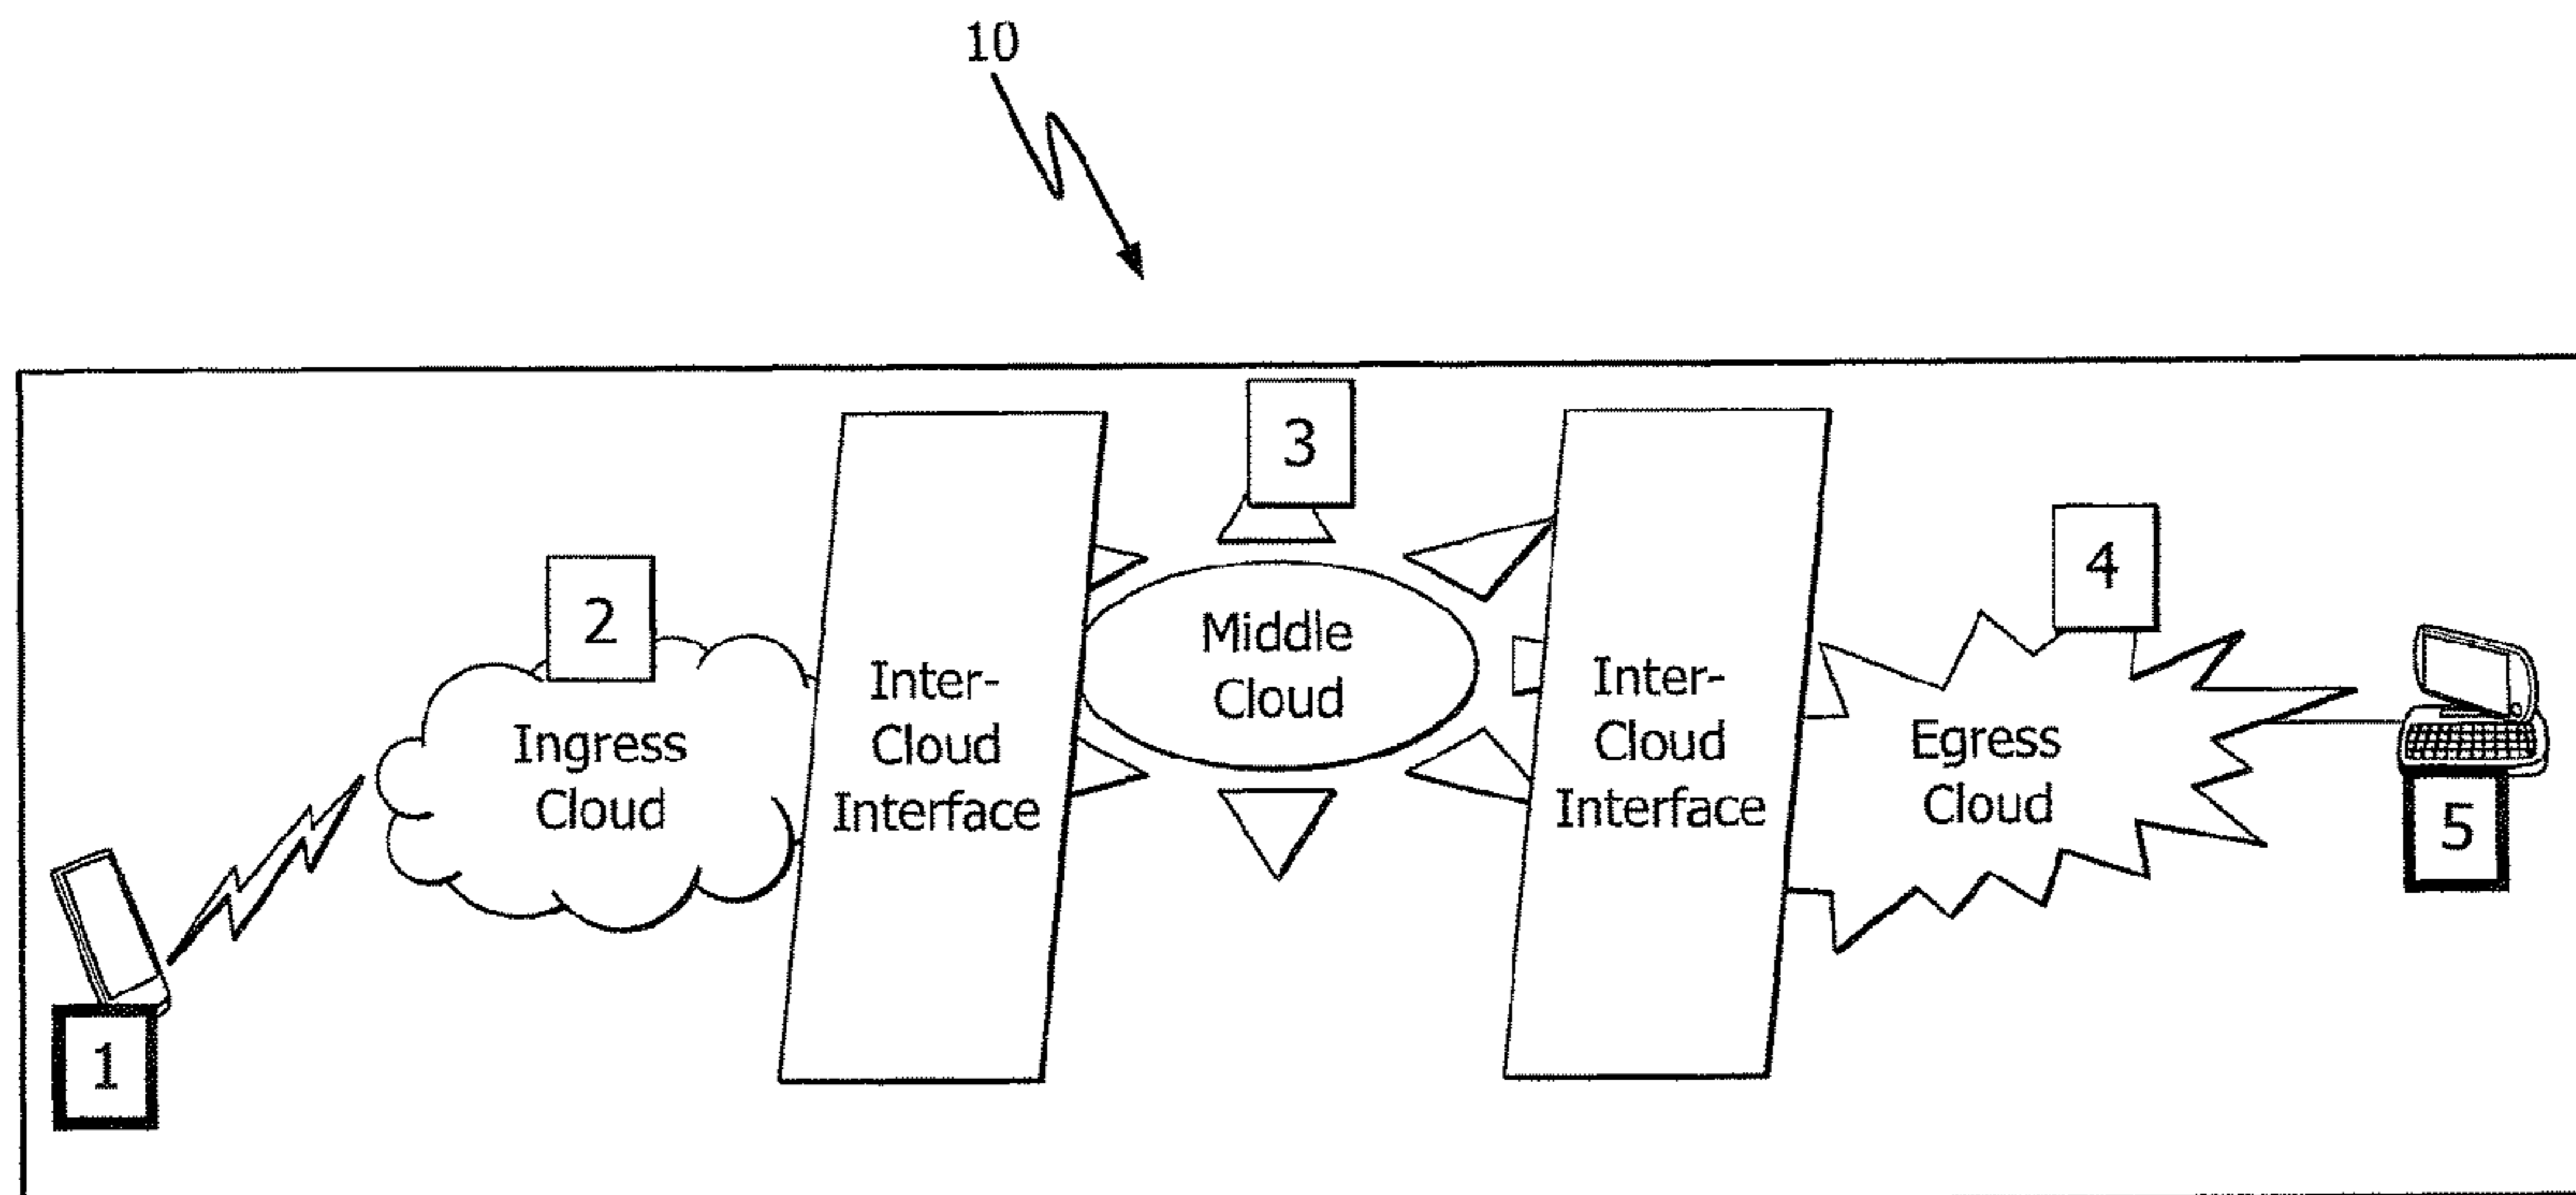 10
3
2
4
Middle
Cloud
Inter-
Cloud
Interface
Inter-
Cloud
Interface
Ingress
Cloud
Egress
Cloud
5
1